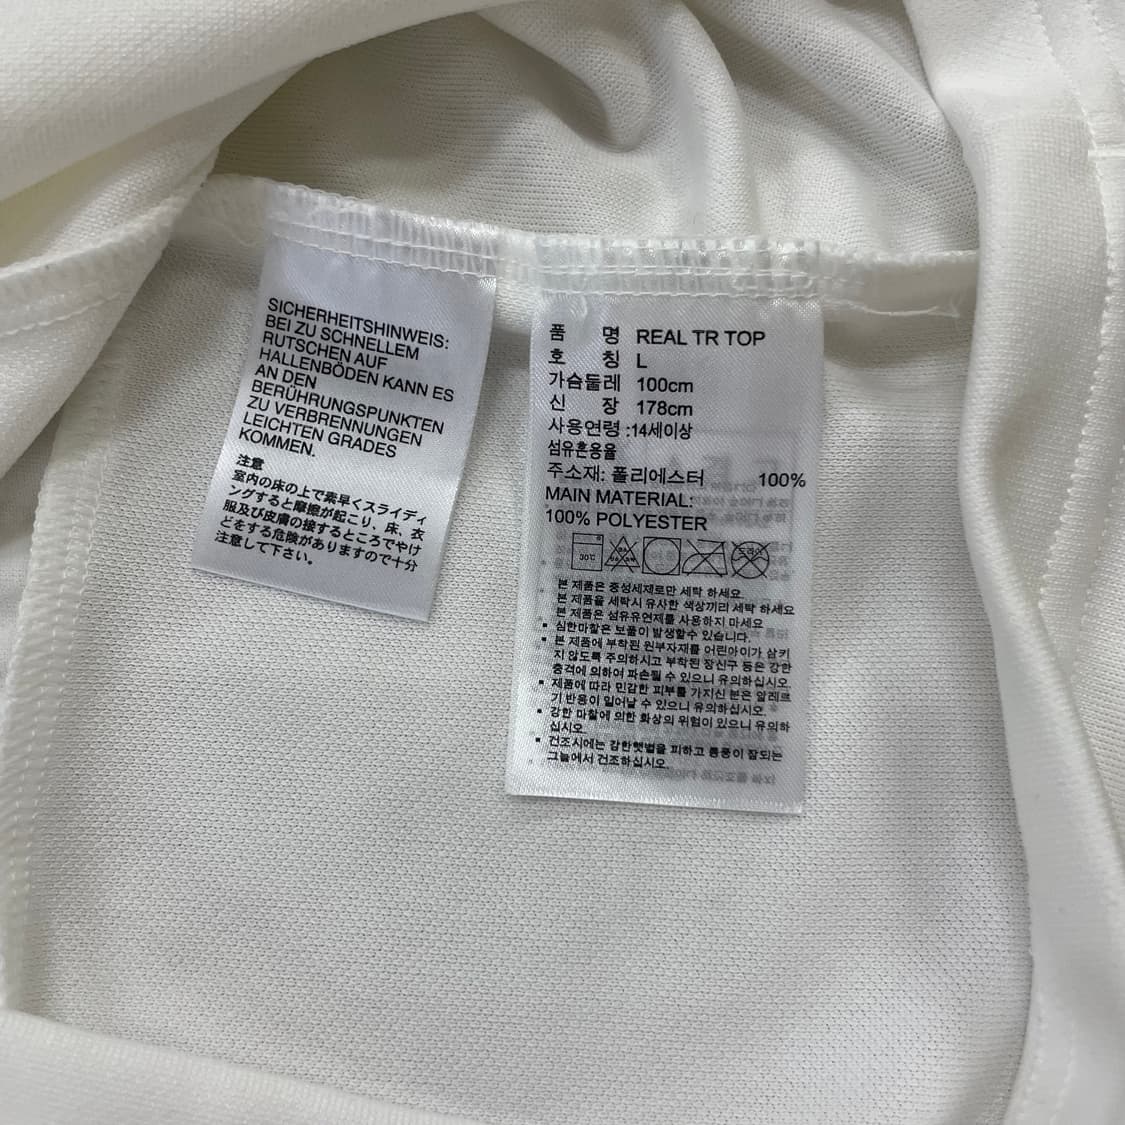 SICHERHEITSHINWEIS:
BEI ZU SCHNELLEM
RUTSCHEN AUF
HALLENBÖDEN KANN ES
AN DEN
BERÜHRUNGSPUNKTEN
ZU VERBRENNUNGEN
LEICHTEN GRADES
KOMMEN.
注意
室内の床の上で素早くスライディ
ングすると摩擦が起こり、床、衣
服及び皮膚の接するところでやけ
どをする危険がありますので十分
注意して下さい。
품 명 REAL TR TOP
호 칭 L
가슴둘레 100cm
신 장 178cm
사용연령 :14세이상
섬유혼용율
주소재: 폴리에스터 100%
MAIN MATERIAL:
100% POLYESTER
30℃
드라이
본 제품은 중성세제로만 세탁 하세요
본 제품을 세탁시 유사한 색상끼리 세탁 하세요
본 제품은 섬유유연제를 사용하지 마세요
• 심한마찰은 보풀이 발생할수 있습니다.
• 본 제품에 부착된 원부자재를 어린아이가 삼키
지 않도록 주의하시고 부착된 장신구 등은 강한
충격에 의하여 파손될 수 있으니 유의하십시오
• 제품에 따라 민감한 피부를 가지신 분은 알레르
기 반응이 일어날 수 있으니 유의하십시오
• 강한 마찰에 의한 화상의 위험이 있으니 유의하
십시오
• 건조시에는 강한햇볕을 피하고 통풍이 잘되는
그늘에서 건조하십시오